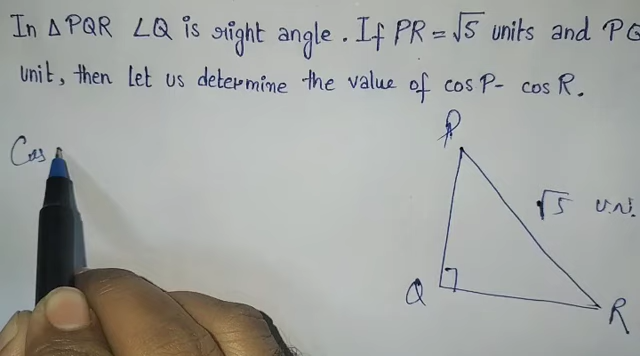 In △ PQR ∠Q is right angle. If PR = √5 units and PQ
unit, then let us determine the value of cos P- cos R.
Cos
P
√5 u.n.
Q
R